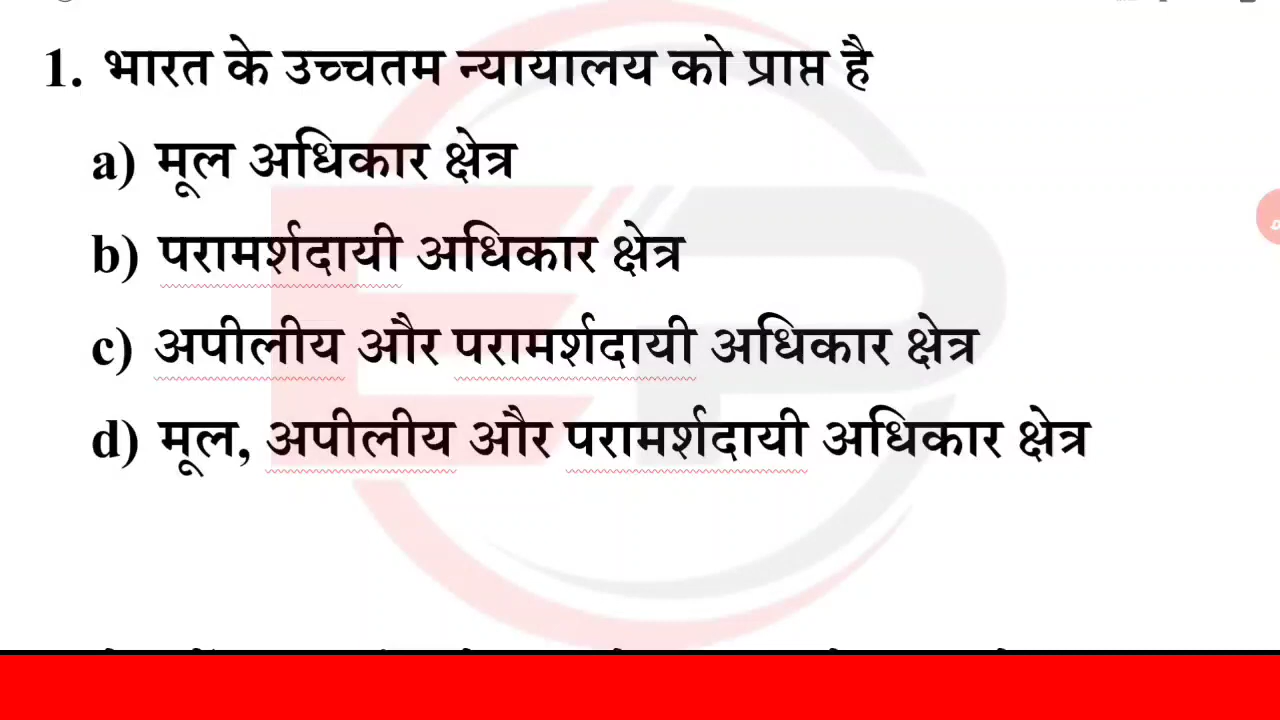 1. भारत के उच्चतम न्यायालय को प्राप्त है
a) मूल अधिकार क्षेत्र
b) परामर्शदायी अधिकार क्षेत्र
c) अपीलीय और परामर्शदायी अधिकार क्षेत्र
d) मूल, अपीलीय और परामर्शदायी अधिकार क्षेत्र